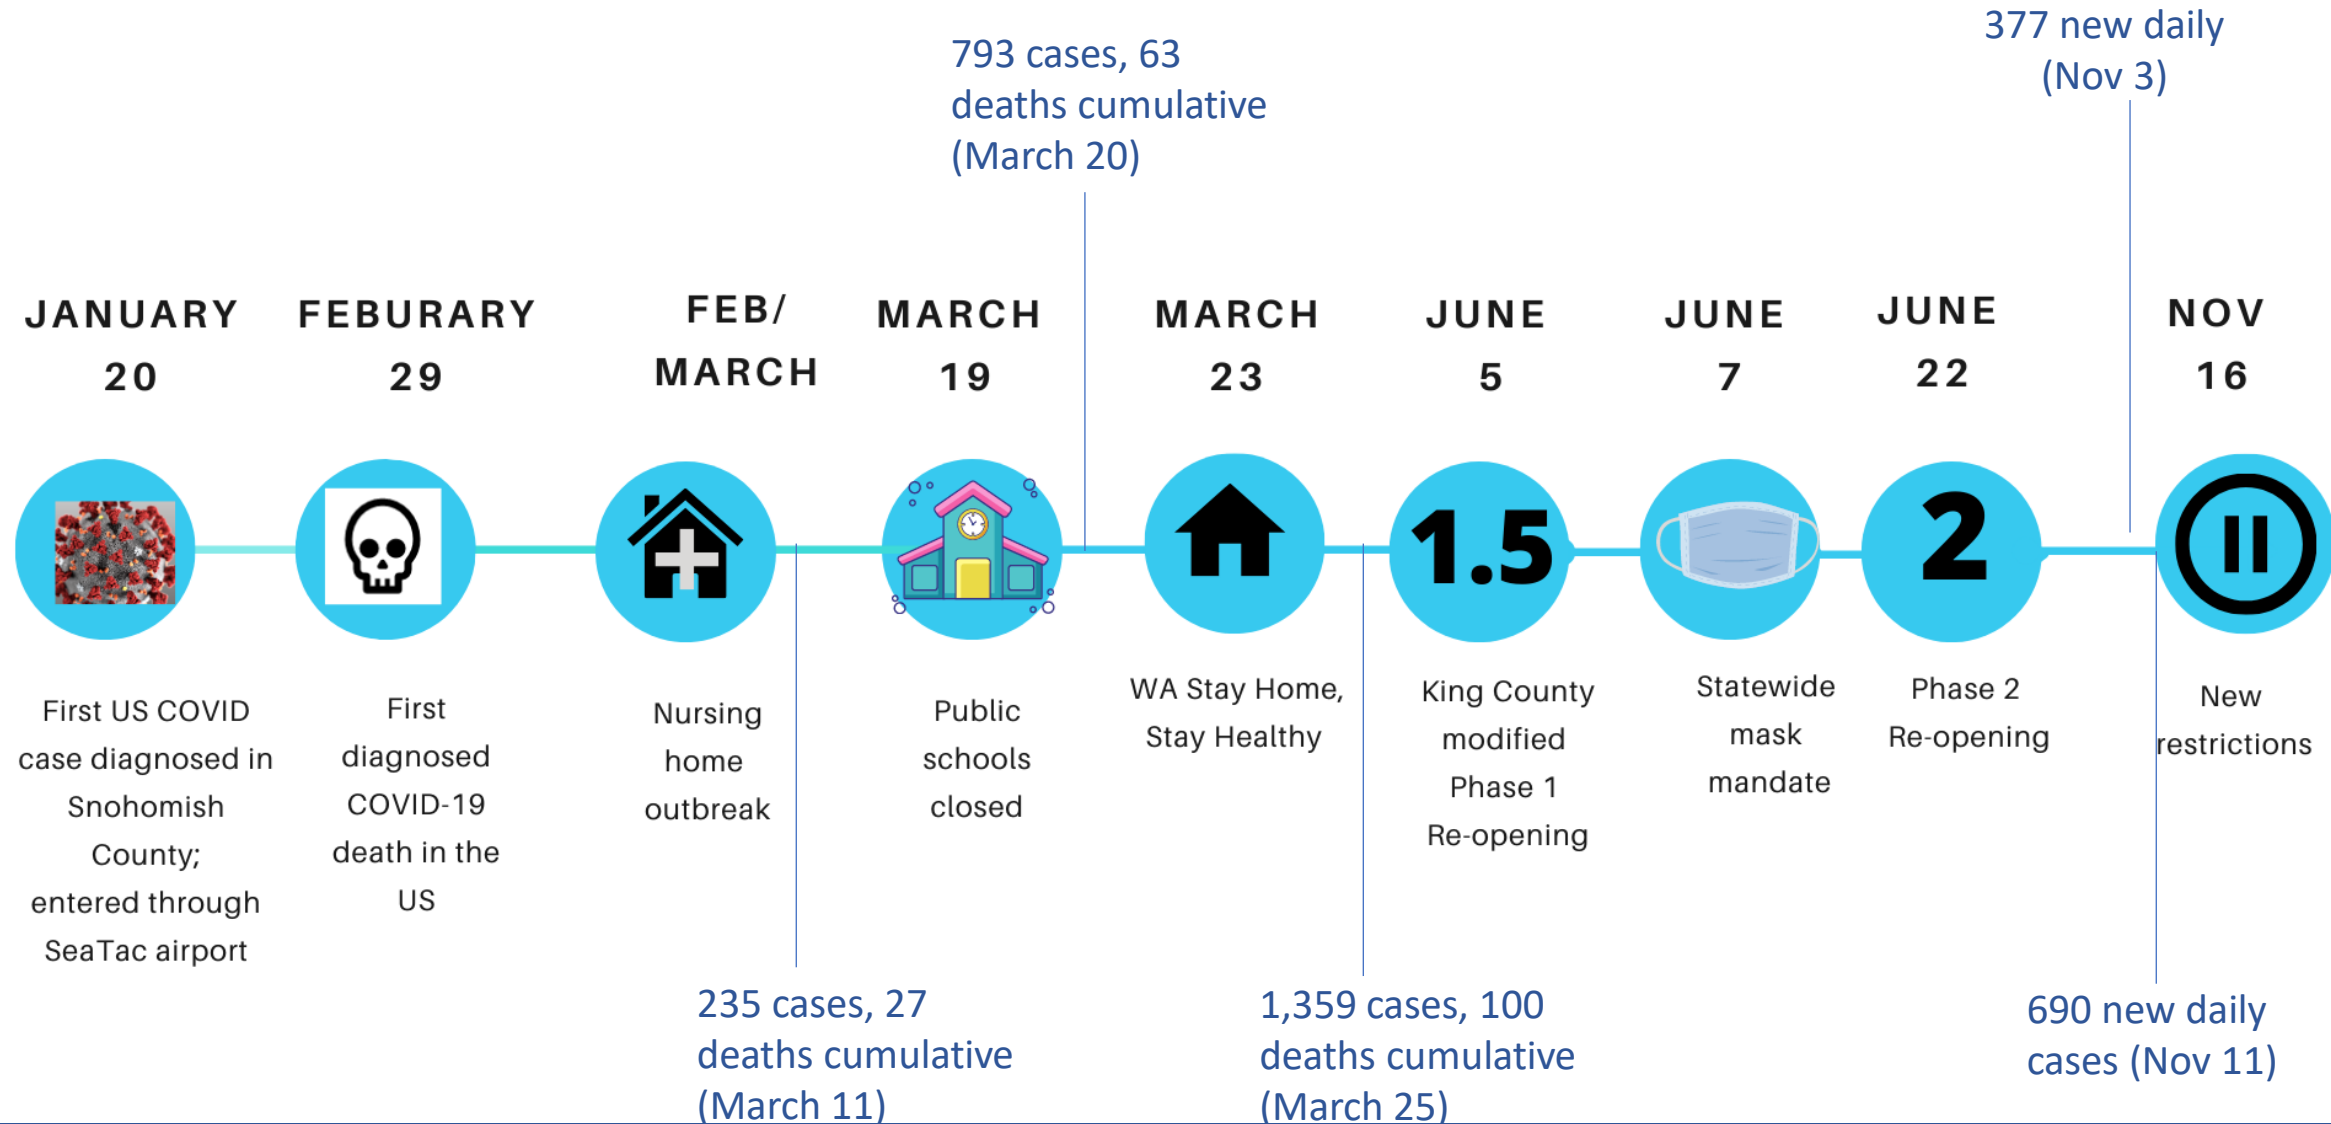 793 cases, 63
deaths cumulative
(March 20)
377 new daily
(Nov 3)
JANUARY
20
FEBURARY
29
FEB/
MARCH
MARCH
19
MARCH
23
JUNE
5
JUNE
7
JUNE
22
NOV
16
1.5
2
First US COVID
case diagnosed in
Snohomish
County;
entered through
SeaTac airport
First
diagnosed
COVID-19
death in the
US
Nursing
home
outbreak
Public
schools
closed
WA Stay Home,
Stay Healthy
King County
modified
Phase 1
Re-opening
Statewide
mask
mandate
Phase 2
Re-opening
New
restrictions
235 cases, 27
deaths cumulative
(March 11)
1,359 cases, 100
deaths cumulative
(March 25)
690 new daily
cases (Nov 11)